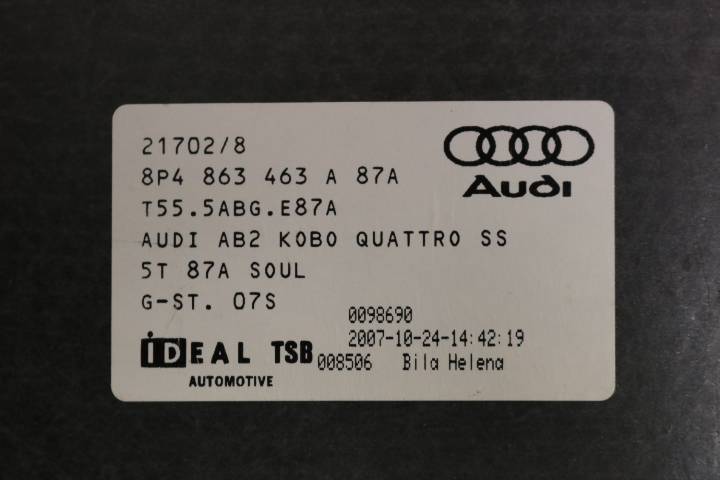 21702/8
8P4 863 463 A 87A
T55.5ABG.E87A
AUDI AB2 KOBO QUATTRO SS
5T 87A SOUL
G-ST. 07S
Audi
0098690
2007-10-24-14:42:19
008506 Bila Helena
iDEAL TSB
AUTOMOTIVE